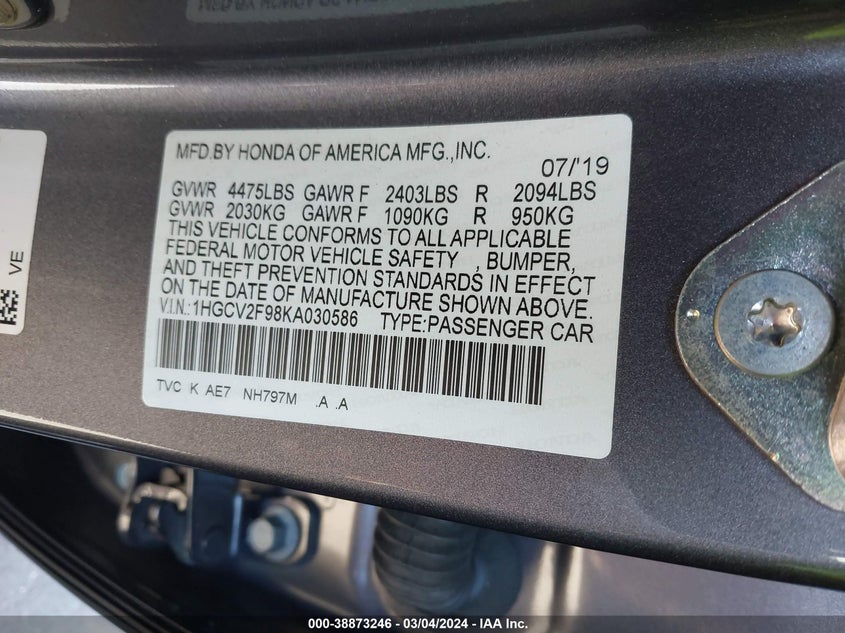 MFD.BY HONDA OF AMERICA MFG.,INC.
07/'19
GVWR 4475LBS GAWR F 2403LBS R 2094LBS
GVWR 2030KG GAWR F 1090KG R 950KG
THIS VEHICLE CONFORMS TO ALL APPLICABLE
FEDERAL MOTOR VEHICLE SAFETY , BUMPER,
AND THEFT PREVENTION STANDARDS IN EFFECT
ON THE DATE OF MANUFACTURE SHOWN ABOVE.
V.I.N.:1HGCV2F98KA030586 TYPE:PASSENGER CAR
TVC K AE7 NH797M .A .A
VE
000-38873246 - 03/04/2024 - IAA Inc.